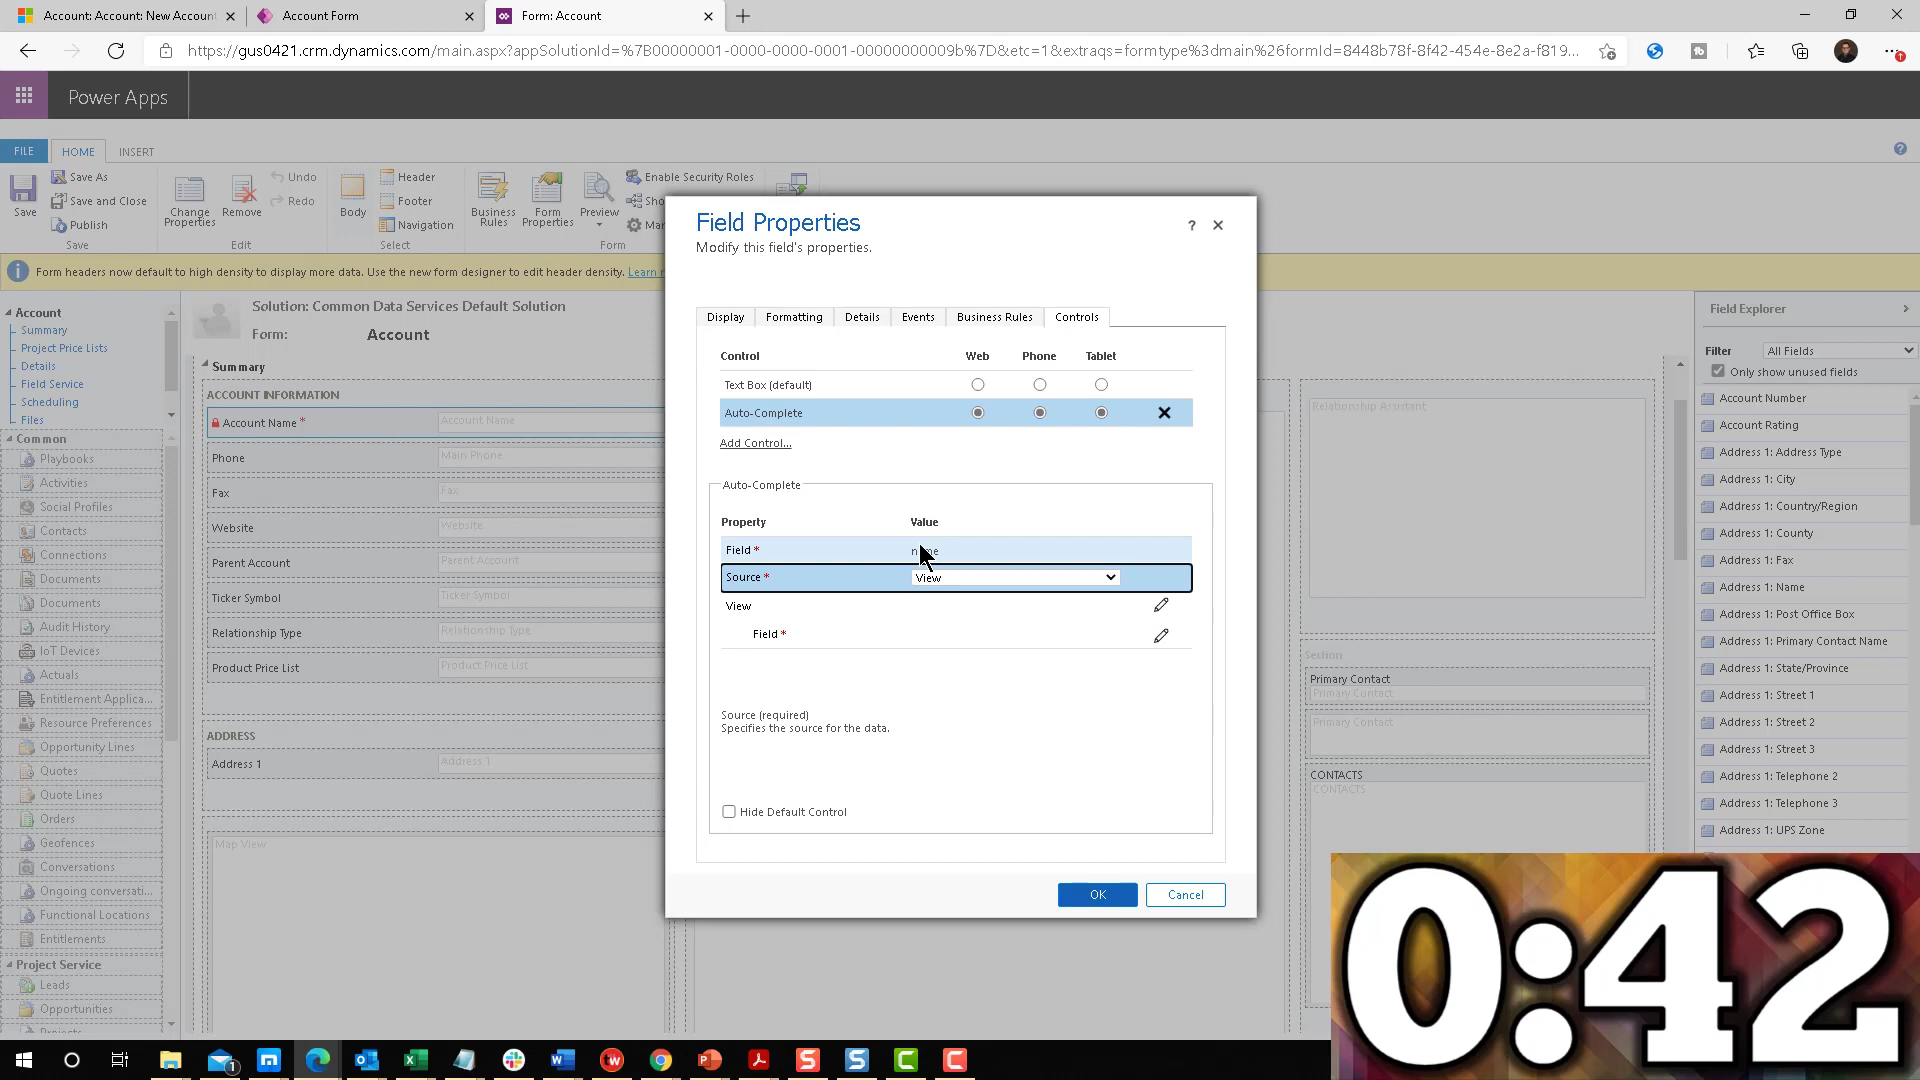 Account: Account: New Account
Account Form
Form: Account
https://gus0421.crm.dynamics.com/main.aspx?appSolutionId=%7B00000001-0000-0000-0001-00000000009b%7D&etc=1&extraqs=formtype%3dmain%26formId=8448b78f-8f42-454e-8e2a-f819...
Power Apps
FILE
HOME
INSERT
Save
Save As
Save and Close
Publish
Save
Change Properties
Remove
Undo
Redo
Edit
Body
Header
Footer
Navigation
Select
Business Rules
Form Properties
Preview
Enable Security Roles
Sho
Man
Form
Form headers now default to high density to display more data. Use the new form designer to edit header density. Learn
Account
Summary
Project Price Lists
Details
Field Service
Scheduling
Files
Common
Playbooks
Activities
Social Profiles
Contacts
Connections
Documents
Documents
Audit History
IoT Devices
Actuals
Entitlement Applica...
Resource Preferences
Opportunity Lines
Quotes
Quote Lines
Orders
Geofences
Conversations
Ongoing conversati...
Functional Locations
Entitlements
Project Service
Leads
Opportunities
Projects
Solution: Common Data Services Default Solution
Form: Account
Summary
ACCOUNT INFORMATION
Account Name * Account Name
Phone Main Phone
Fax Fax
Website Website
Parent Account Parent Account
Ticker Symbol Ticker Symbol
Relationship Type Relationship Type
Product Price List Product Price List
ADDRESS
Address 1 Address 1
Map View
Field Properties
Modify this field's properties.
? 
Display
Formatting
Details
Events
Business Rules
Controls
Control Web Phone Tablet
Text Box (default)
Auto-Complete
Add Control...
Auto-Complete
Property Value
Field * name
Source * View
View
Field *
Source (required)
Specifies the source for the data.
Hide Default Control
OK
Cancel
Relationship Assistant
Section
Primary Contact
Primary Contact
Primary Contact
CONTACTS
CONTACTS
Field Explorer
Filter All Fields
Only show unused fields
Account Number
Account Rating
Address 1: Address Type
Address 1: City
Address 1: Country/Region
Address 1: County
Address 1: Fax
Address 1: Name
Address 1: Post Office Box
Address 1: Primary Contact Name
Address 1: State/Province
Address 1: Street 1
Address 1: Street 2
Address 1: Street 3
Address 1: Telephone 2
Address 1: Telephone 3
Address 1: UPS Zone
0:42